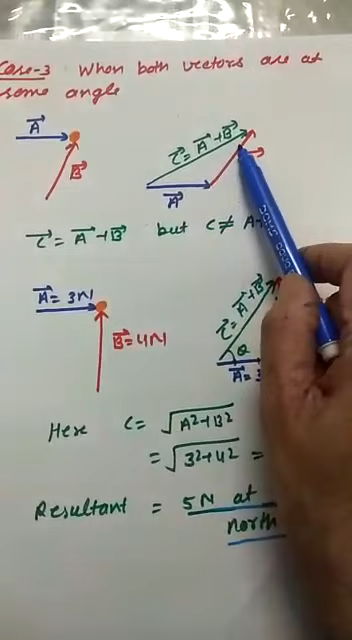 Case-3 When both vectors are at
some angle
A⃗
B⃗
C⃗ = A⃗ + B⃗
A⃗
C⃗ = A⃗ + B⃗ but C ≠ A+
A⃗ = 3N
B⃗ = 4N
C⃗ = A⃗ + B⃗
θ
A⃗ = 3
Here C = √A²+B²
= √3²+4² =
Resultant = 5N at
north